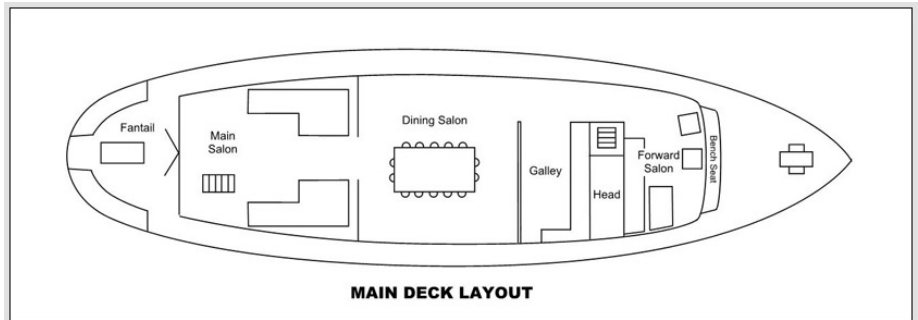 Fantail
Main
Salon
Dining Salon
Galley
Head
Forward
Salon
Bench Seat
MAIN DECK LAYOUT